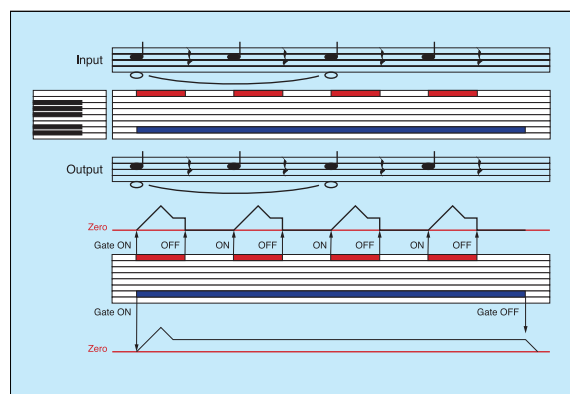 Input
Output
Zero
Gate ON OFF ON OFF ON OFF ON OFF
Gate ON Gate OFF
Zero